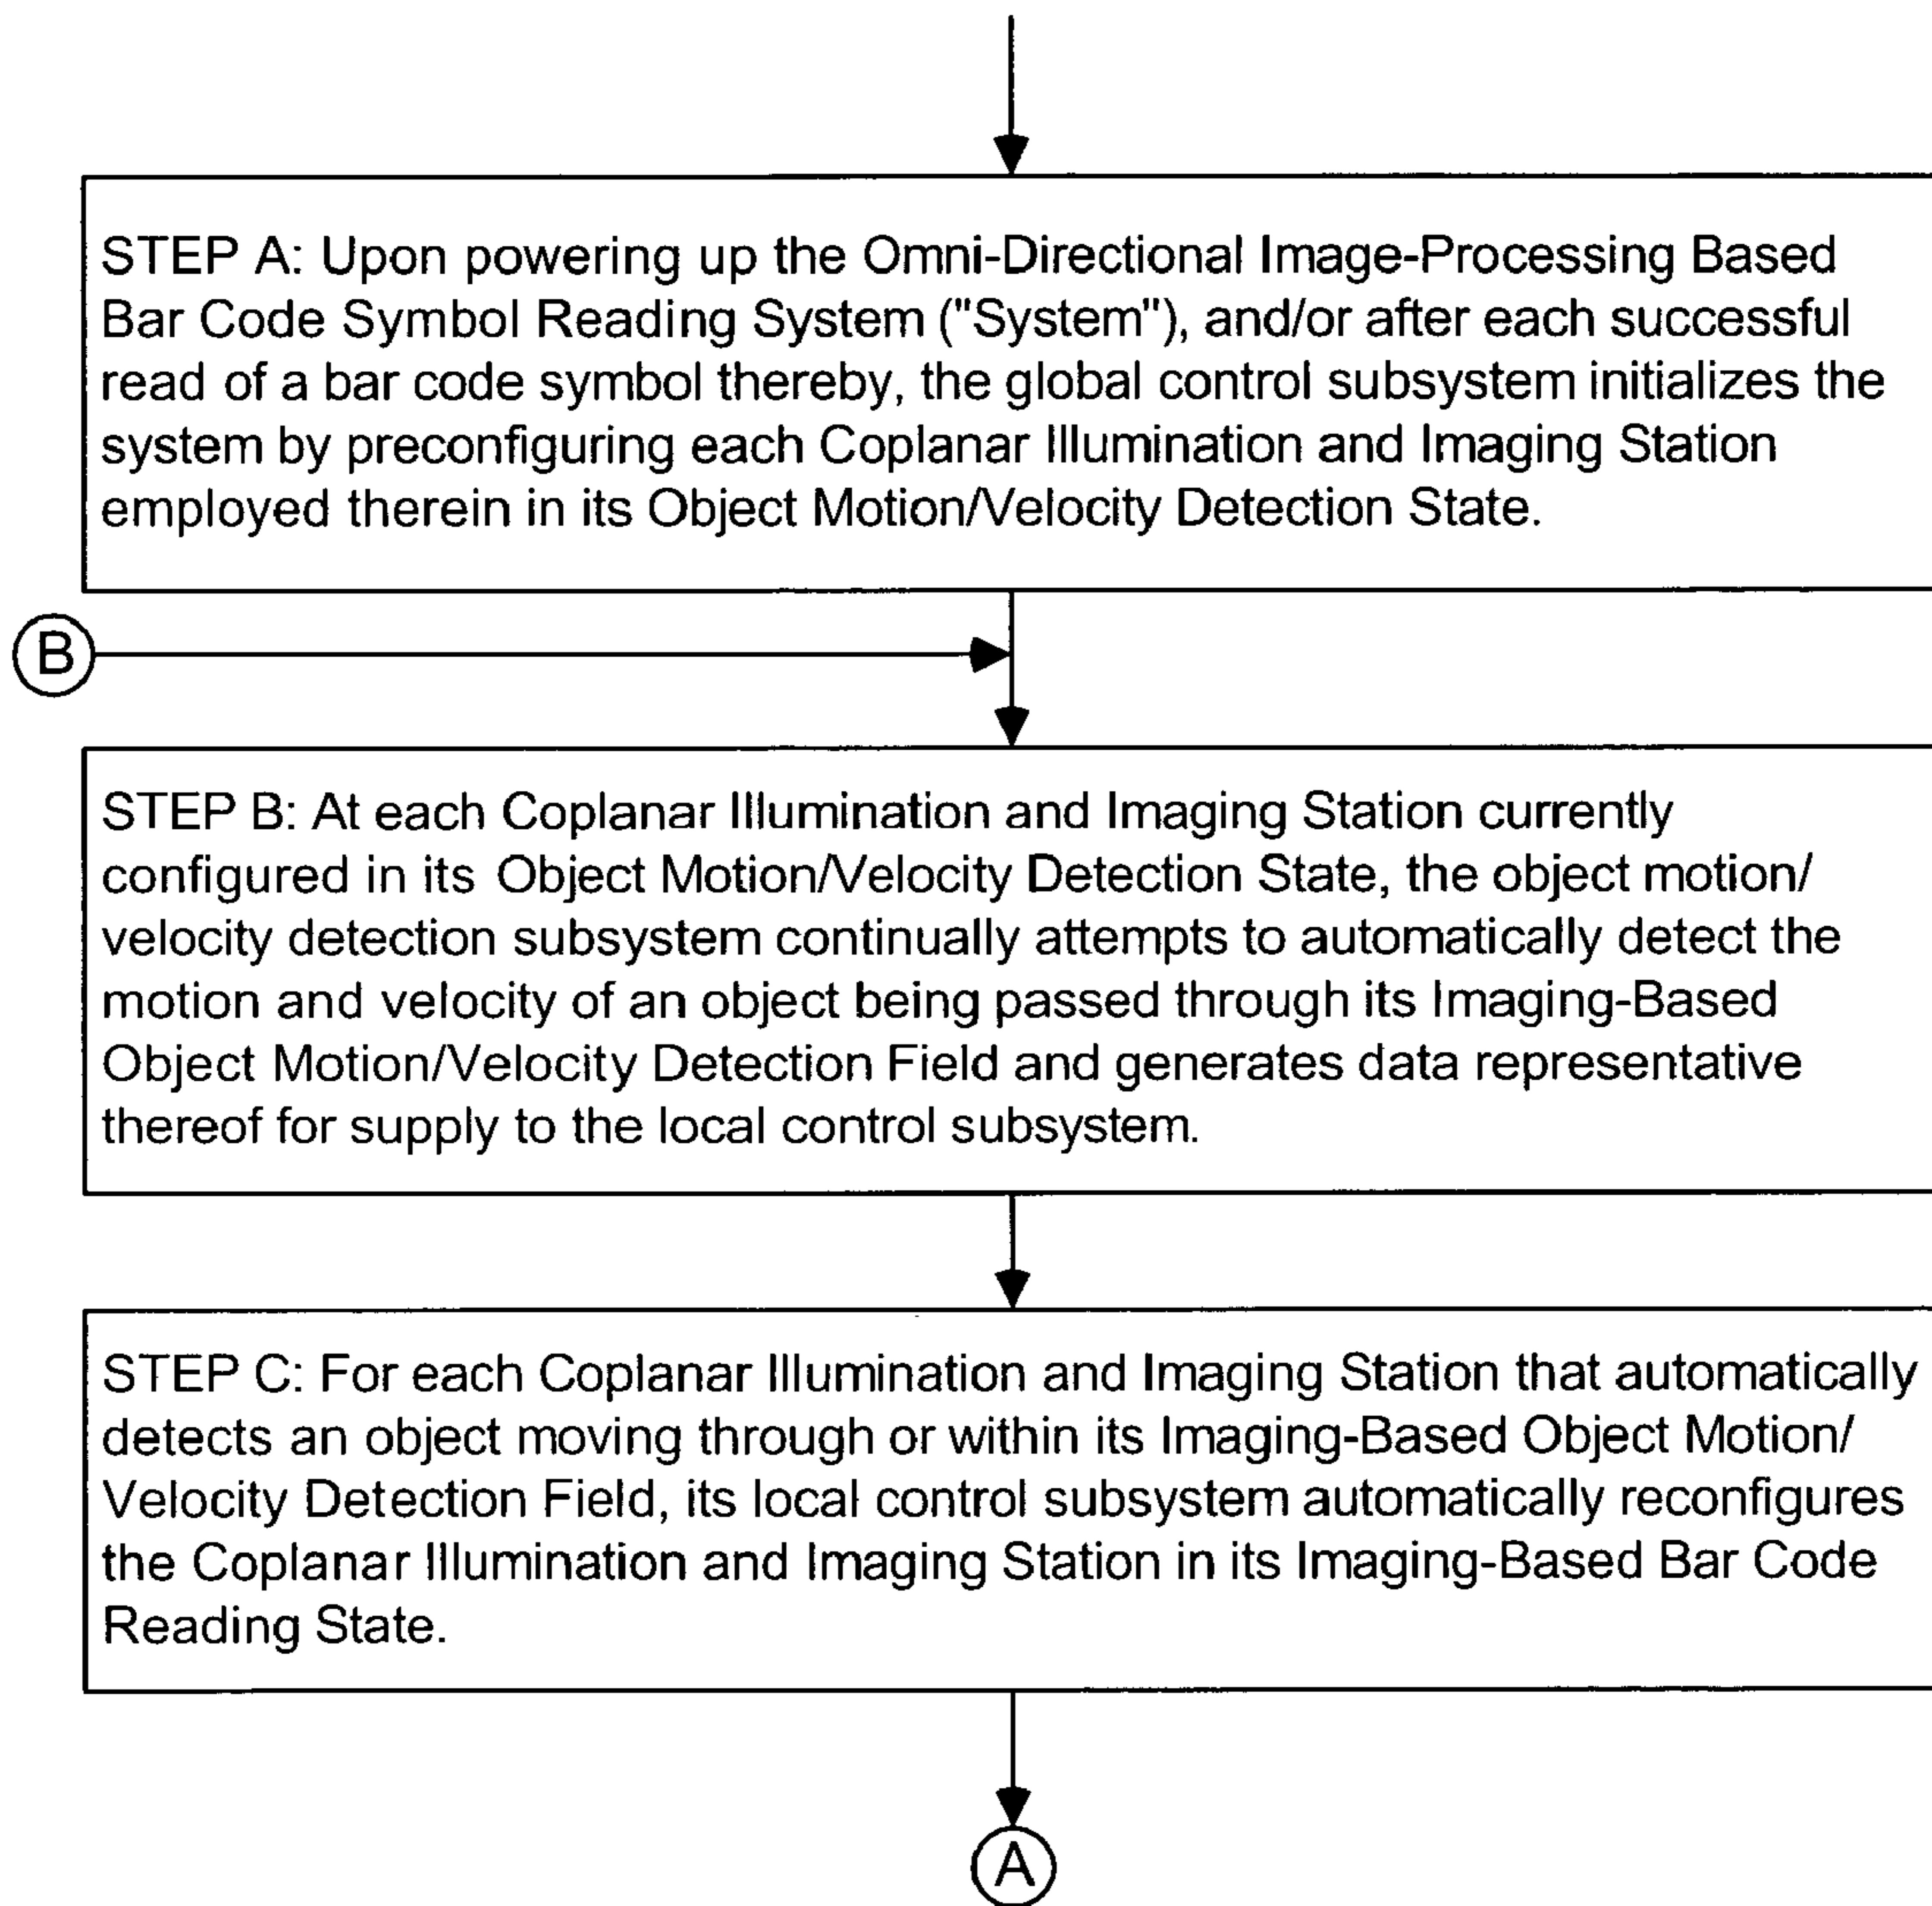 STEP A: Upon powering up the Omni-Directional Image-Processing Based
Bar Code Symbol Reading System ("System"), and/or after each successful
read of a bar code symbol thereby, the global control subsystem initializes the
system by preconfiguring each Coplanar Illumination and Imaging Station
employed therein in its Object Motion/Velocity Detection State.
B
STEP B: At each Coplanar Illumination and Imaging Station currently
configured in its Object Motion/Velocity Detection State, the object motion/
velocity detection subsystem continually attempts to automatically detect the
motion and velocity of an object being passed through its Imaging-Based
Object Motion/Velocity Detection Field and generates data representative
thereof for supply to the local control subsystem.
STEP C: For each Coplanar Illumination and Imaging Station that automatically
detects an object moving through or within its Imaging-Based Object Motion/
Velocity Detection Field, its local control subsystem automatically reconfigures
the Coplanar Illumination and Imaging Station in its Imaging-Based Bar Code
Reading State.
A